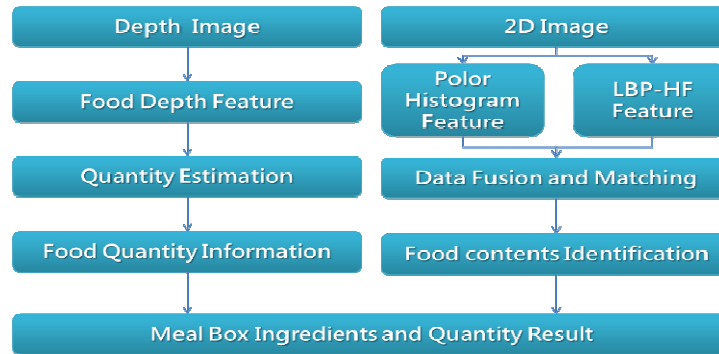 Depth Image
2D Image
Food Depth Feature
Polor
Histogram
Feature
LBP-HF
Feature
Quantity Estimation
Data Fusion and Matching
Food Quantity Information
Food contents Identification
Meal Box Ingredients and Quantity Result